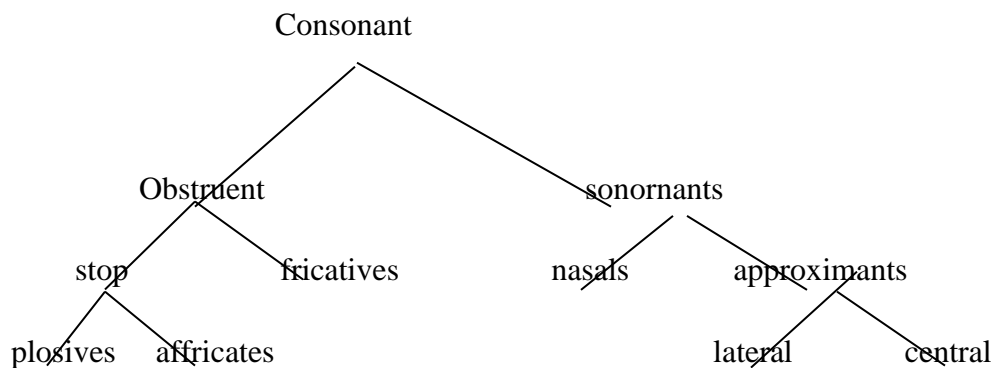 Consonant
Obstruent sonornants
stop fricatives nasals approximants
plosives affricates lateral central